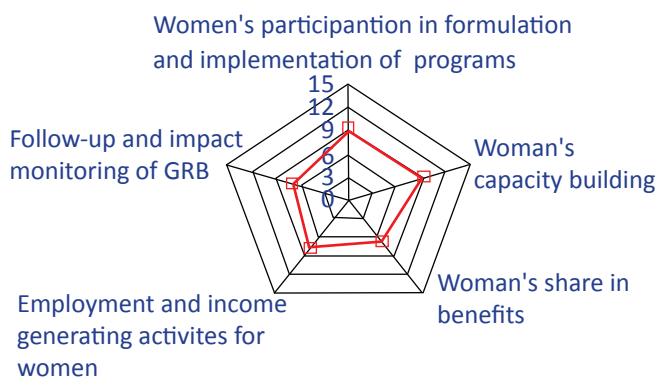 Women's participantion in formulation
and implementation of programs
15
12
9
6
3
0
Follow-up and impact
monitoring of GRB
Woman's
capacity building
Woman's share in
benefits
Employment and income
generating activites for
women